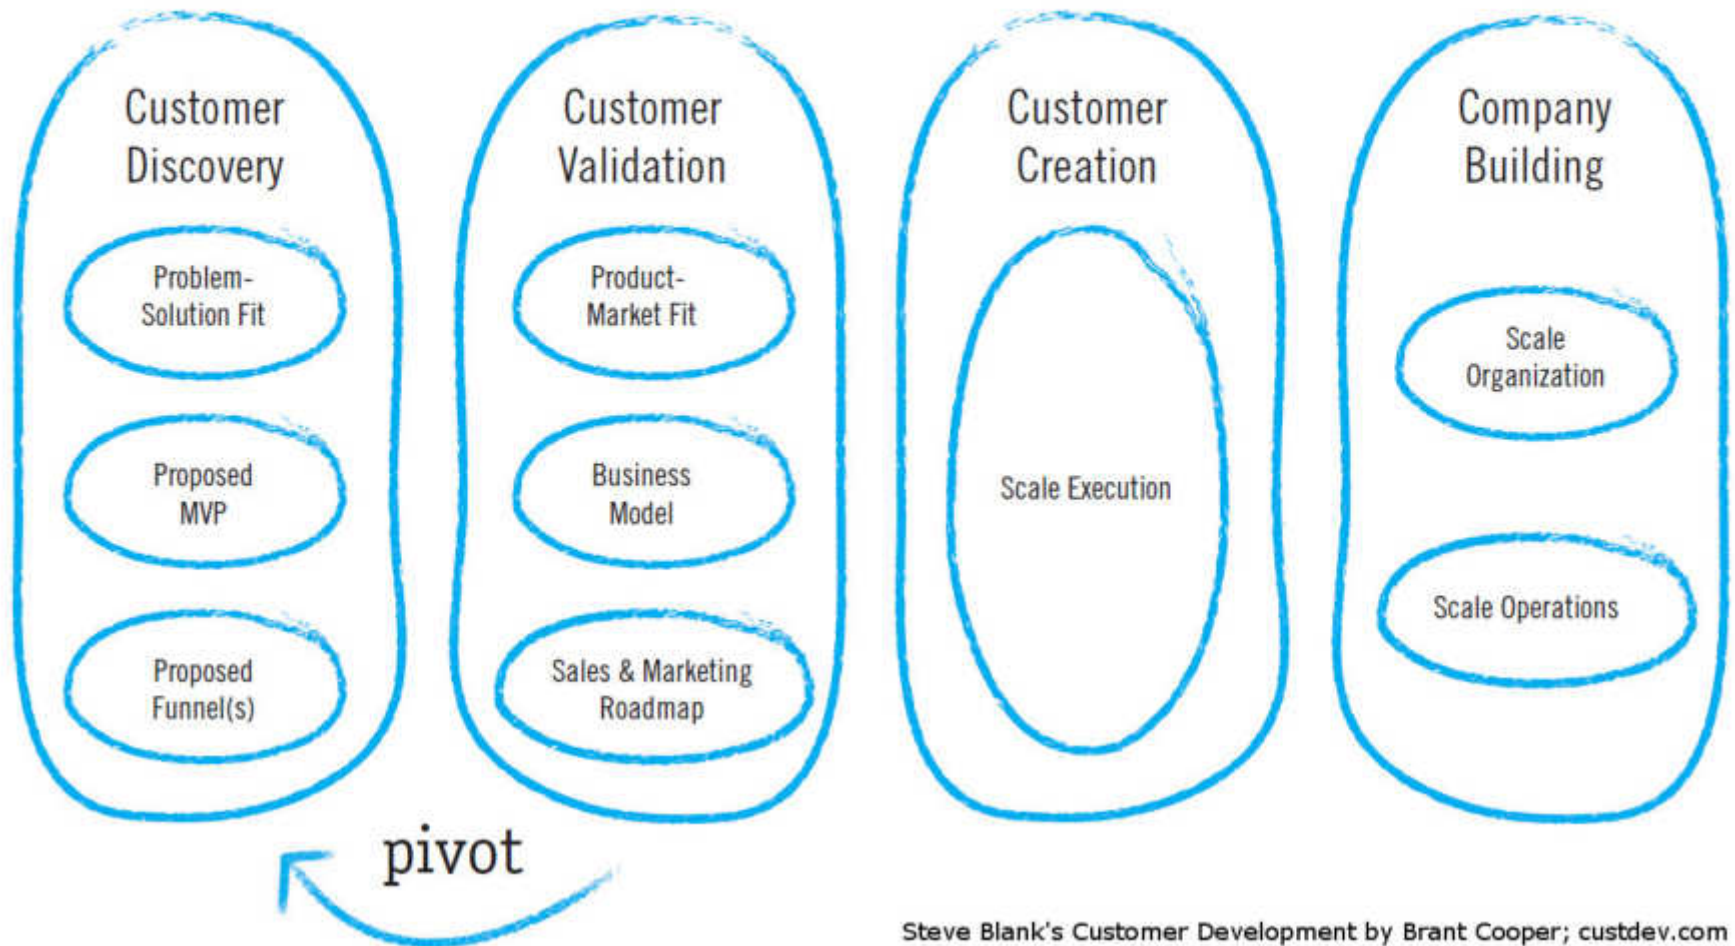 Customer
Discovery
Problem-
Solution Fit
Proposed
MVP
Proposed
Funnel(s)
Customer
Validation
Product-
Market Fit
Business
Model
Sales & Marketing
Roadmap
Customer
Creation
Scale Execution
Company
Building
Scale
Organization
Scale Operations
pivot
Steve Blank's Customer Development by Brant Cooper; custdev.com